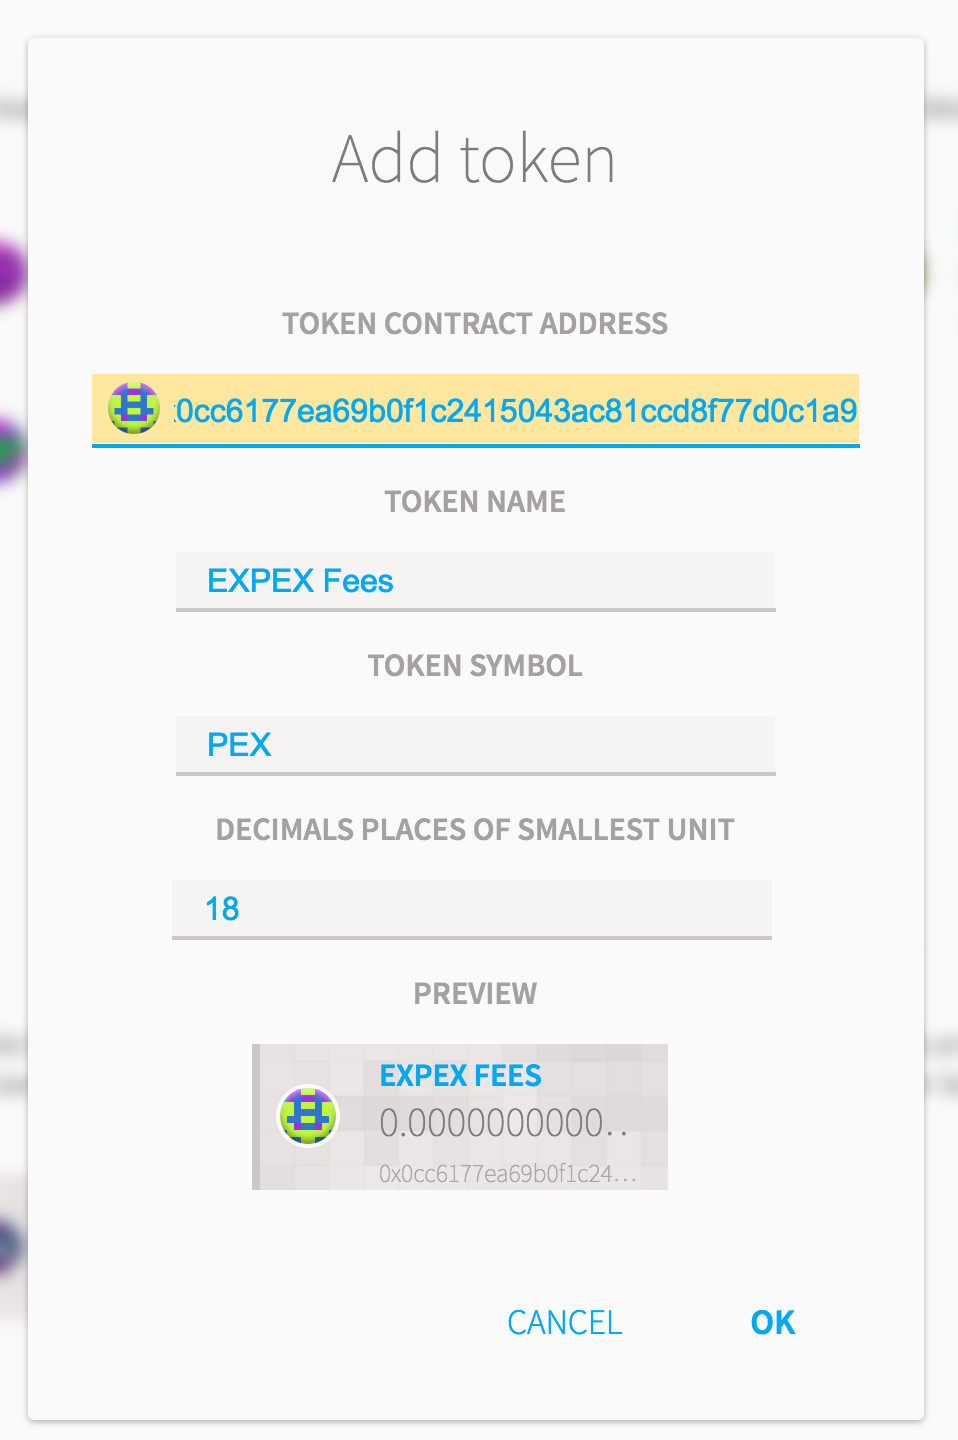 Add token
TOKEN CONTRACT ADDRESS
:0cc6177ea69b0f1c2415043ac81ccd8f77d0c1a9
TOKEN NAME
EXPEX Fees
TOKEN SYMBOL
PEX
DECIMALS PLACES OF SMALLEST UNIT
18
PREVIEW
EXPEX FEES
0.0000000000..
0x0cc6177ea69b0f1c24...
CANCEL OK